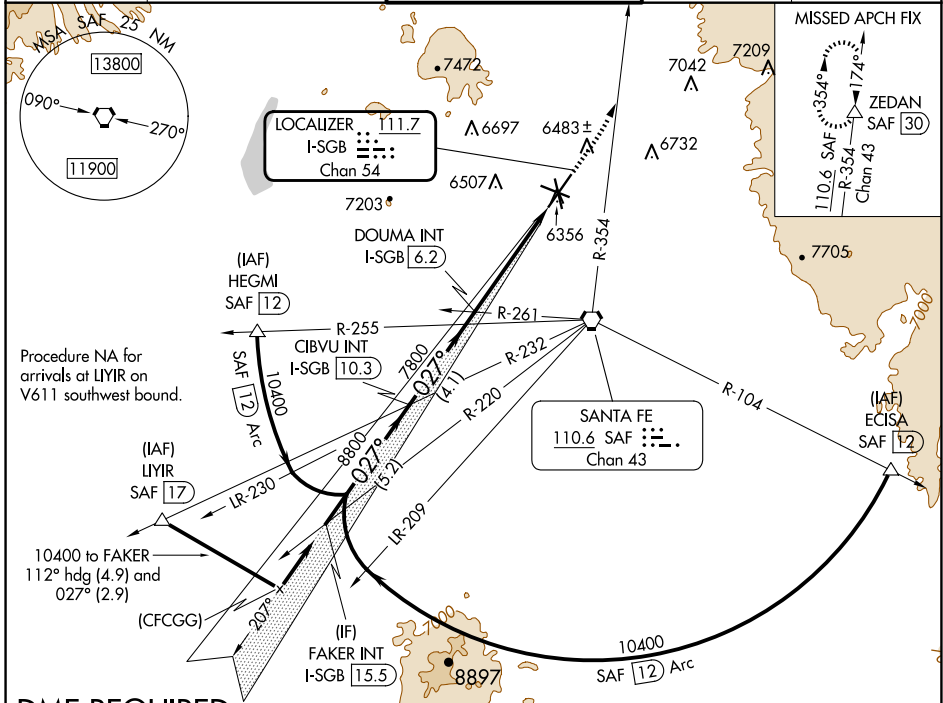 MSA SAF 25 NM
13800
090°
270°
11900
7472
LOCALIZER 111.7
I-SGB
Chan 54
6697
6507
6483±
7042
7209
6732
7203
6356
MISSED APCH FIX
354°
174°
ZEDAN
SAF 30
110.6 SAF
R-354
Chan 43
7705
7000
DOUMA INT
I-SGB 6.2
(IAF)
HEGMI
SAF 12
R-354
R-261
R-255
CIBVU INT
I-SGB 10.3
7800
027°
(4.1)
R-232
R-220
R-104
Procedure NA for
arrivals at LIYIR on
V611 southwest bound.
10400
SAF 12 Arc
SANTA FE
110.6 SAF
Chan 43
(IAF)
ECISA
SAF 12
8800
027°
(5.2)
(IAF)
LIYIR
SAF 17
LR-230
LR-209
10400 to FAKER
112° hdg (4.9) and
027° (2.9)
(CFCGG)
207°
(IF)
FAKER INT
I-SGB 15.5
7000
8897
10400
SAF 12 Arc
DME REQUIRED